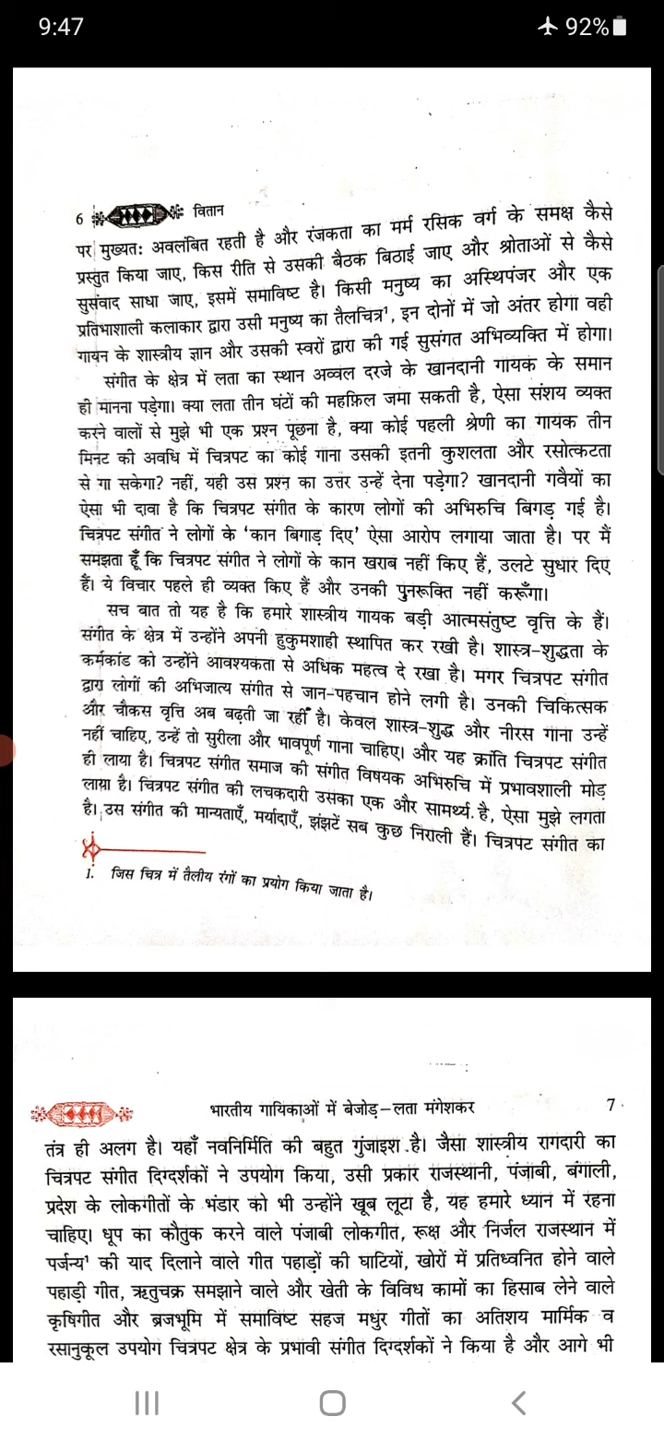 9:47
92%
6 वितान
पर मुख्यतः अवलंबित रहती है और रंजकता का मर्म रसिक वर्ग के समक्ष कैसे
प्रस्तुत किया जाए, किस रीति से उसकी बैठक बिठाई जाए और श्रोताओं से कैसे
सुसंवाद साधा जाए, इसमें समाविष्ट है। किसी मनुष्य का अस्थिपंजर और एक
प्रतिभाशाली कलाकार द्वारा उसी मनुष्य का तैलचित्र¹, इन दोनों में जो अंतर होगा वही
गायन के शास्त्रीय ज्ञान और उसकी स्वरों द्वारा की गई सुसंगत अभिव्यक्ति में होगा।
संगीत के क्षेत्र में लता का स्थान अव्वल दरजे के खानदानी गायक के समान
ही मानना पड़ेगा। क्या लता तीन घंटों की महफ़िल जमा सकती है, ऐसा संशय व्यक्त
करने वालों से मुझे भी एक प्रश्न पूछना है, क्या कोई पहली श्रेणी का गायक तीन
मिनट की अवधि में चित्रपट का कोई गाना उसकी इतनी कुशलता और रसोत्कटता
से गा सकेगा? नहीं, यही उस प्रश्न का उत्तर उन्हें देना पड़ेगा? खानदानी गवैयों का
ऐसा भी दावा है कि चित्रपट संगीत के कारण लोगों की अभिरुचि बिगड़ गई है।
चित्रपट संगीत ने लोगों के ‘कान बिगाड़ दिए’ ऐसा आरोप लगाया जाता है। पर मैं
समझता हूँ कि चित्रपट संगीत ने लोगों के कान खराब नहीं किए हैं, उलटे सुधार दिए
हैं। ये विचार पहले ही व्यक्त किए हैं और उनकी पुनरूक्ति नहीं करूँगा।
सच बात तो यह है कि हमारे शास्त्रीय गायक बड़ी आत्मसंतुष्ट वृत्ति के हैं।
संगीत के क्षेत्र में उन्होंने अपनी हुकुमशाही स्थापित कर रखी है। शास्त्र-शुद्धता के
कर्मकांड को उन्होंने आवश्यकता से अधिक महत्व दे रखा है। मगर चित्रपट संगीत
द्वारा लोगों की अभिजात्य संगीत से जान-पहचान होने लगी है। उनकी चिकित्सक
और चौकस वृत्ति अब बढ़ती जा रही है। केवल शास्त्र-शुद्ध और नीरस गाना उन्हें
नहीं चाहिए, उन्हें तो सुरीला और भावपूर्ण गाना चाहिए। और यह क्रांति चित्रपट संगीत
ही लाया है। चित्रपट संगीत समाज की संगीत विषयक अभिरुचि में प्रभावशाली मोड़
लाया है। चित्रपट संगीत की लचकदारी उसका एक और सामर्थ्य है, ऐसा मुझे लगता
है। उस संगीत की मान्यताएँ, मर्यादाएँ, झंझटें सब कुछ निराली हैं। चित्रपट संगीत का
1. जिस चित्र में तैलीय रंगों का प्रयोग किया जाता है।
भारतीय गायिकाओं में बेजोड़–लता मंगेशकर 7
तंत्र ही अलग है। यहाँ नवनिर्मिति की बहुत गुंजाइश है। जैसा शास्त्रीय रागदारी का
चित्रपट संगीत दिग्दर्शकों ने उपयोग किया, उसी प्रकार राजस्थानी, पंजाबी, बंगाली,
प्रदेश के लोकगीतों के भंडार को भी उन्होंने खूब लूटा है, यह हमारे ध्यान में रहना
चाहिए। धूप का कौतुक करने वाले पंजाबी लोकगीत, रूक्ष और निर्जल राजस्थान में
पर्जन्य¹ की याद दिलाने वाले गीत पहाड़ों की घाटियों, खोरों में प्रतिध्वनित होने वाले
पहाड़ी गीत, ऋतुचक्र समझाने वाले और खेती के विविध कामों का हिसाब लेने वाले
कृषिगीत और ब्रजभूमि में समाविष्ट सहज मधुर गीतों का अतिशय मार्मिक व
रसानुकूल उपयोग चित्रपट क्षेत्र के प्रभावी संगीत दिग्दर्शकों ने किया है और आगे भी